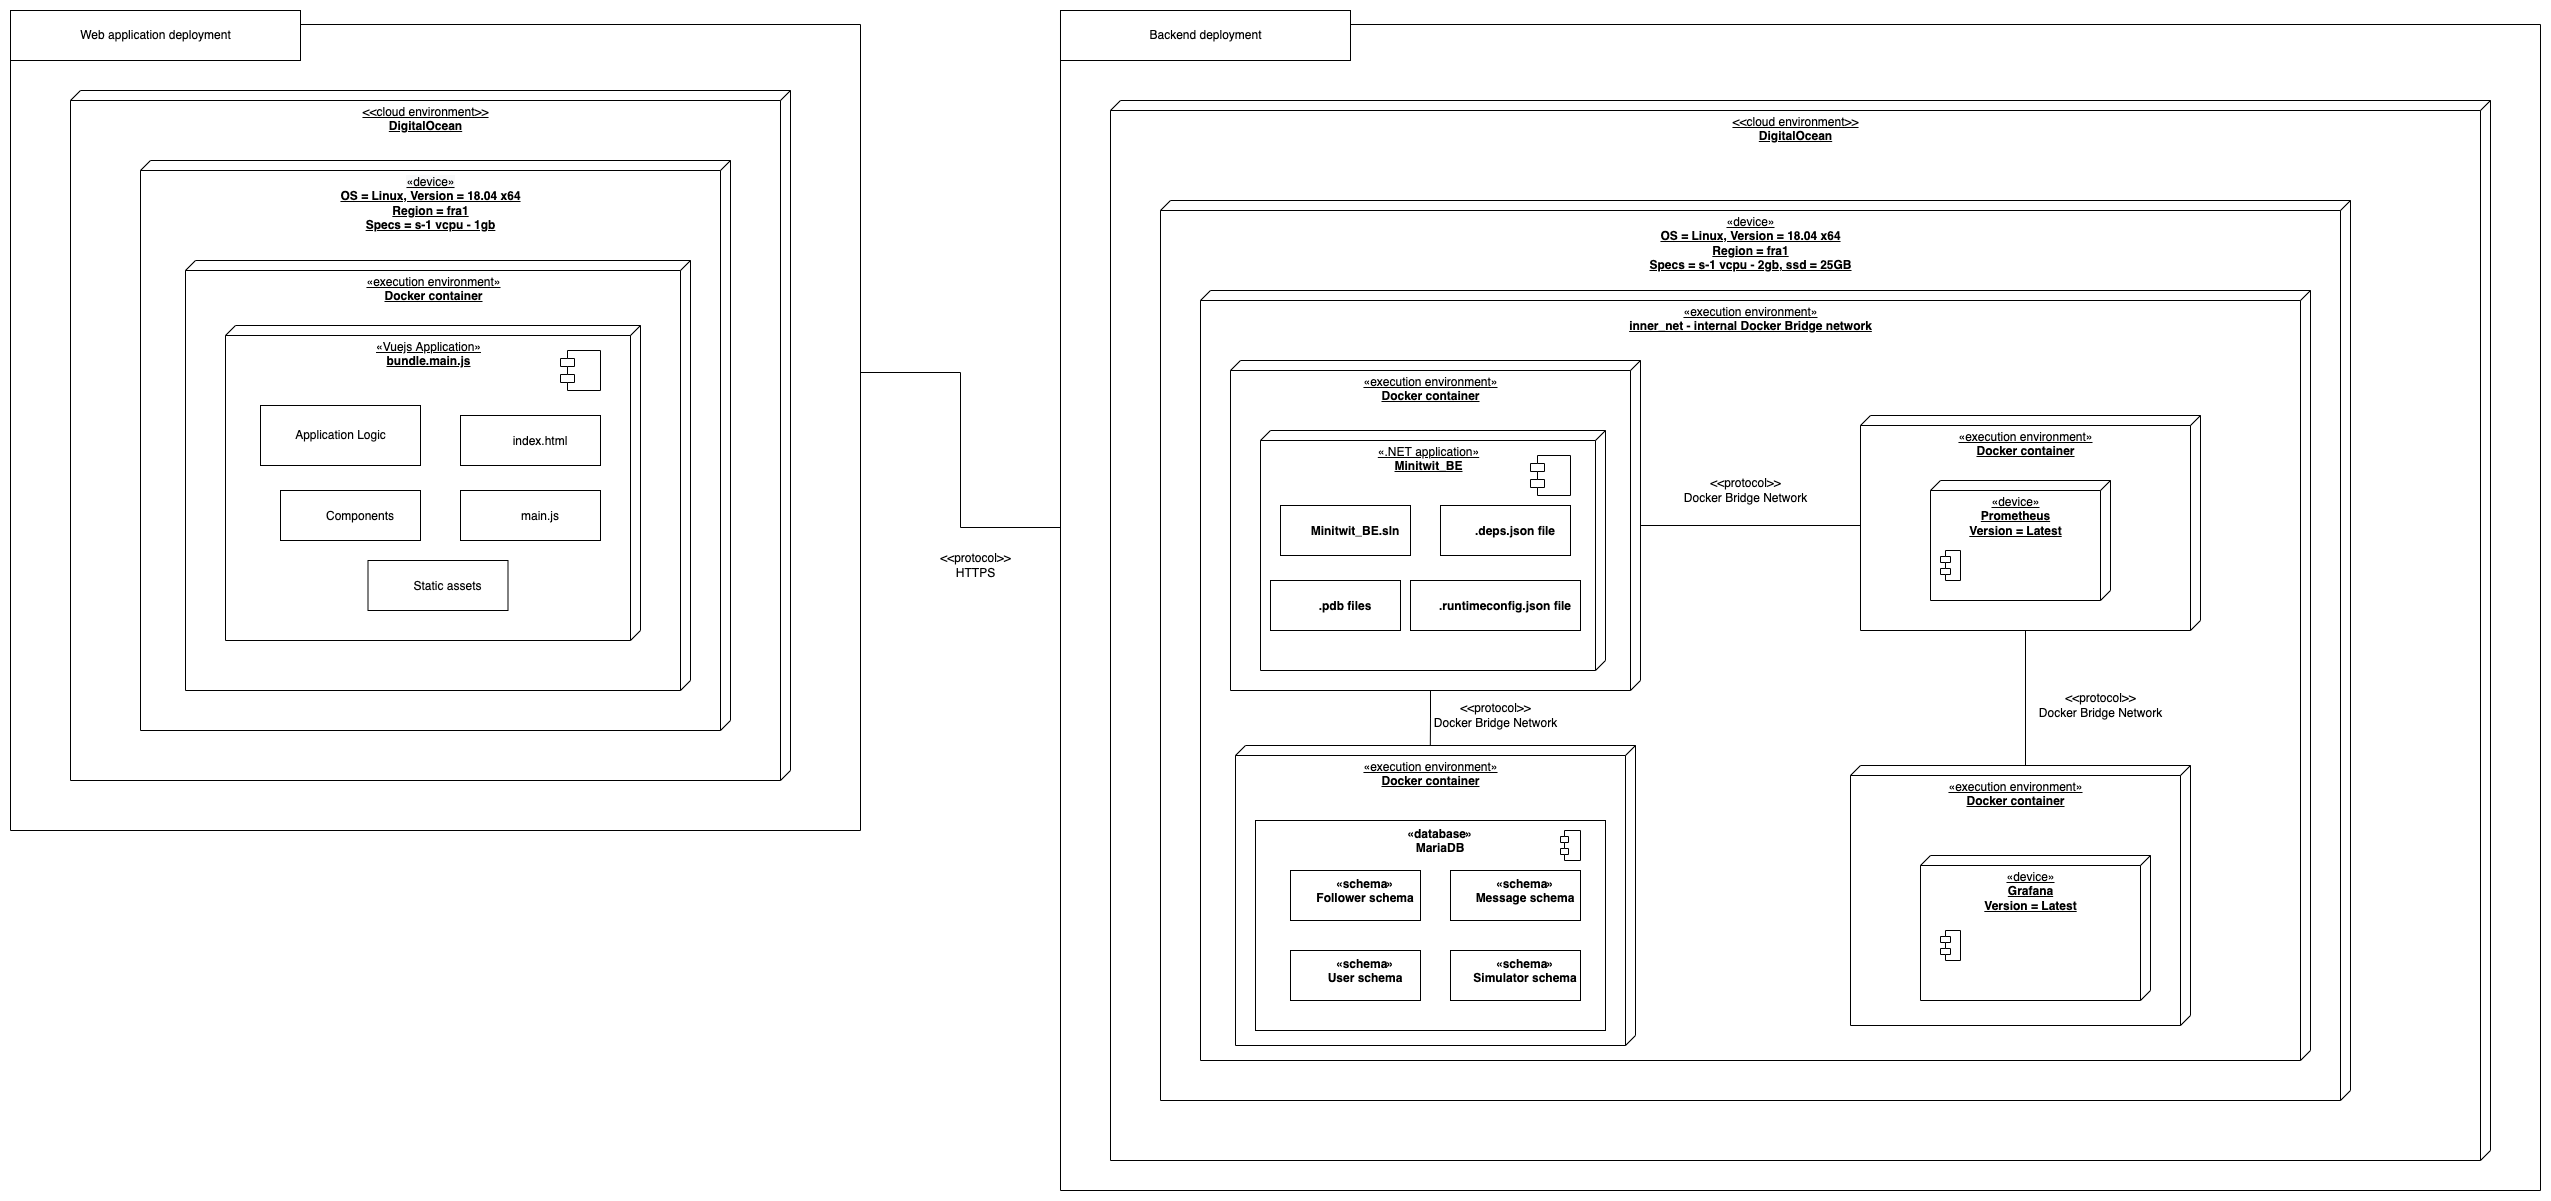 Web application deployment
<<cloud environment>>
DigitalOcean
«device»
OS = Linux, Version = 18.04 x64
Region = fra1
Specs = s-1 vcpu - 1gb
«execution environment»
Docker container
«Vuejs Application»
bundle.main.js
Application Logic
index.html
Components
main.js
Static assets
<<protocol>>
HTTPS
Backend deployment
<<cloud environment>>
DigitalOcean
«device»
OS = Linux, Version = 18.04 x64
Region = fra1
Specs = s-1 vcpu - 2gb, ssd = 25GB
«execution environment»
inner_net - internal Docker Bridge network
«execution environment»
Docker container
«.NET application»
Minitwit_BE
Minitwit_BE.sln
.deps.json file
.pdb files
.runtimeconfig.json file
<<protocol>>
Docker Bridge Network
«execution environment»
Docker container
«device»
Prometheus
Version = Latest
<<protocol>>
Docker Bridge Network
<<protocol>>
Docker Bridge Network
«execution environment»
Docker container
«database»
MariaDB
«schema»
Follower schema
«schema»
Message schema
«schema»
User schema
«schema»
Simulator schema
«execution environment»
Docker container
«device»
Grafana
Version = Latest